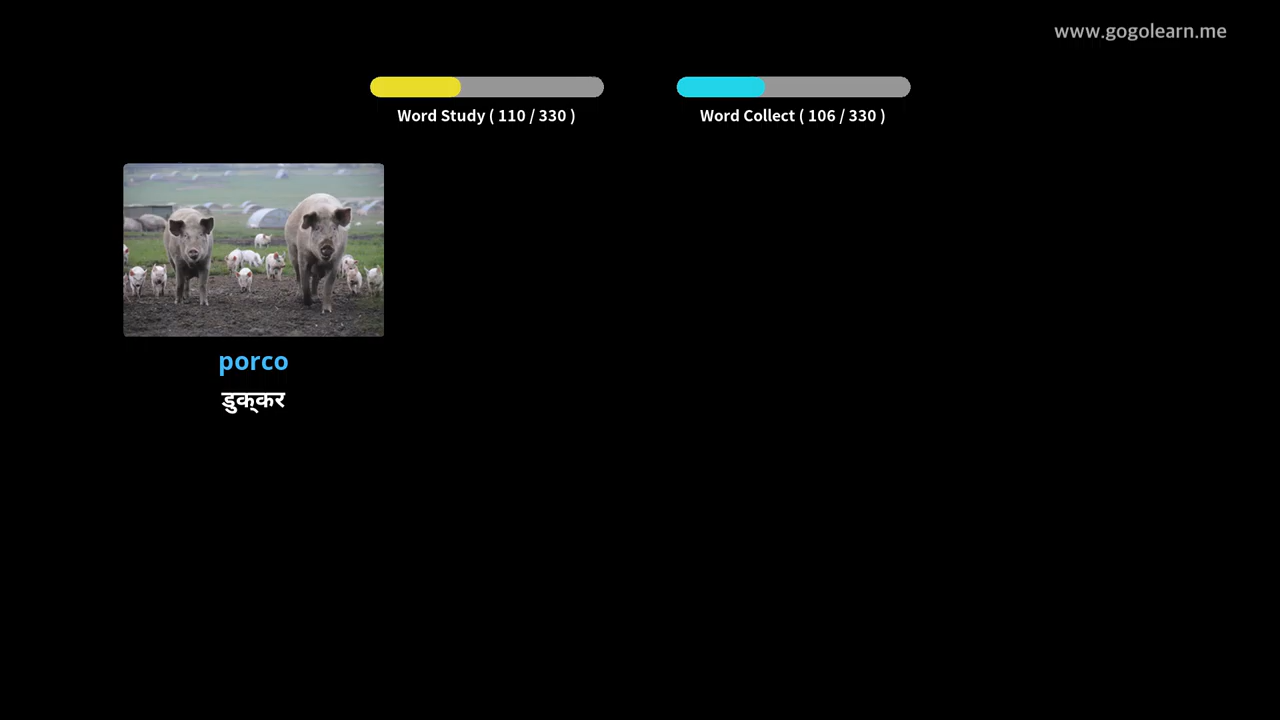 www.gogolearn.me
Word Study ( 110 / 330 )
Word Collect ( 106 / 330 )
porco
डुक्कर